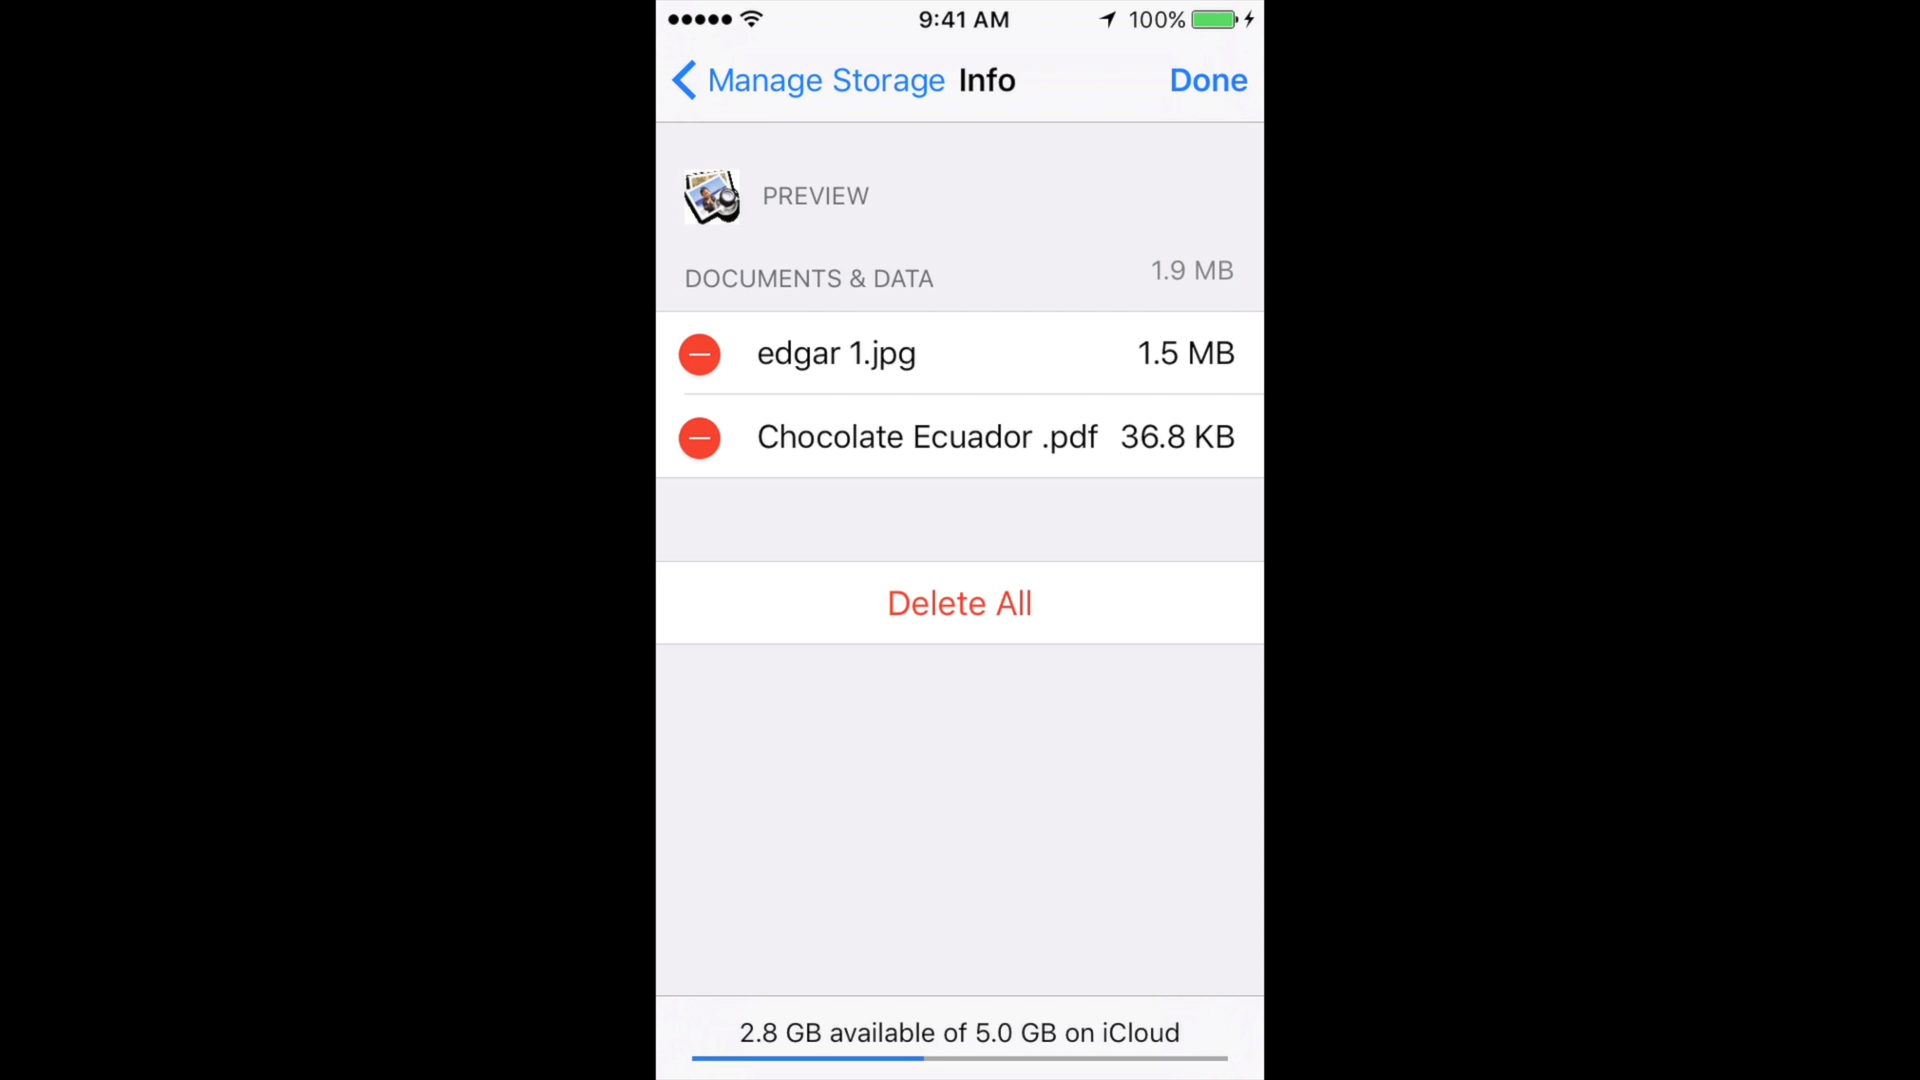 9:41 AM 100%
Manage Storage Info Done
PREVIEW
DOCUMENTS & DATA 1.9 MB
edgar 1.jpg 1.5 MB
Chocolate Ecuador .pdf 36.8 KB
Delete All
2.8 GB available of 5.0 GB on iCloud